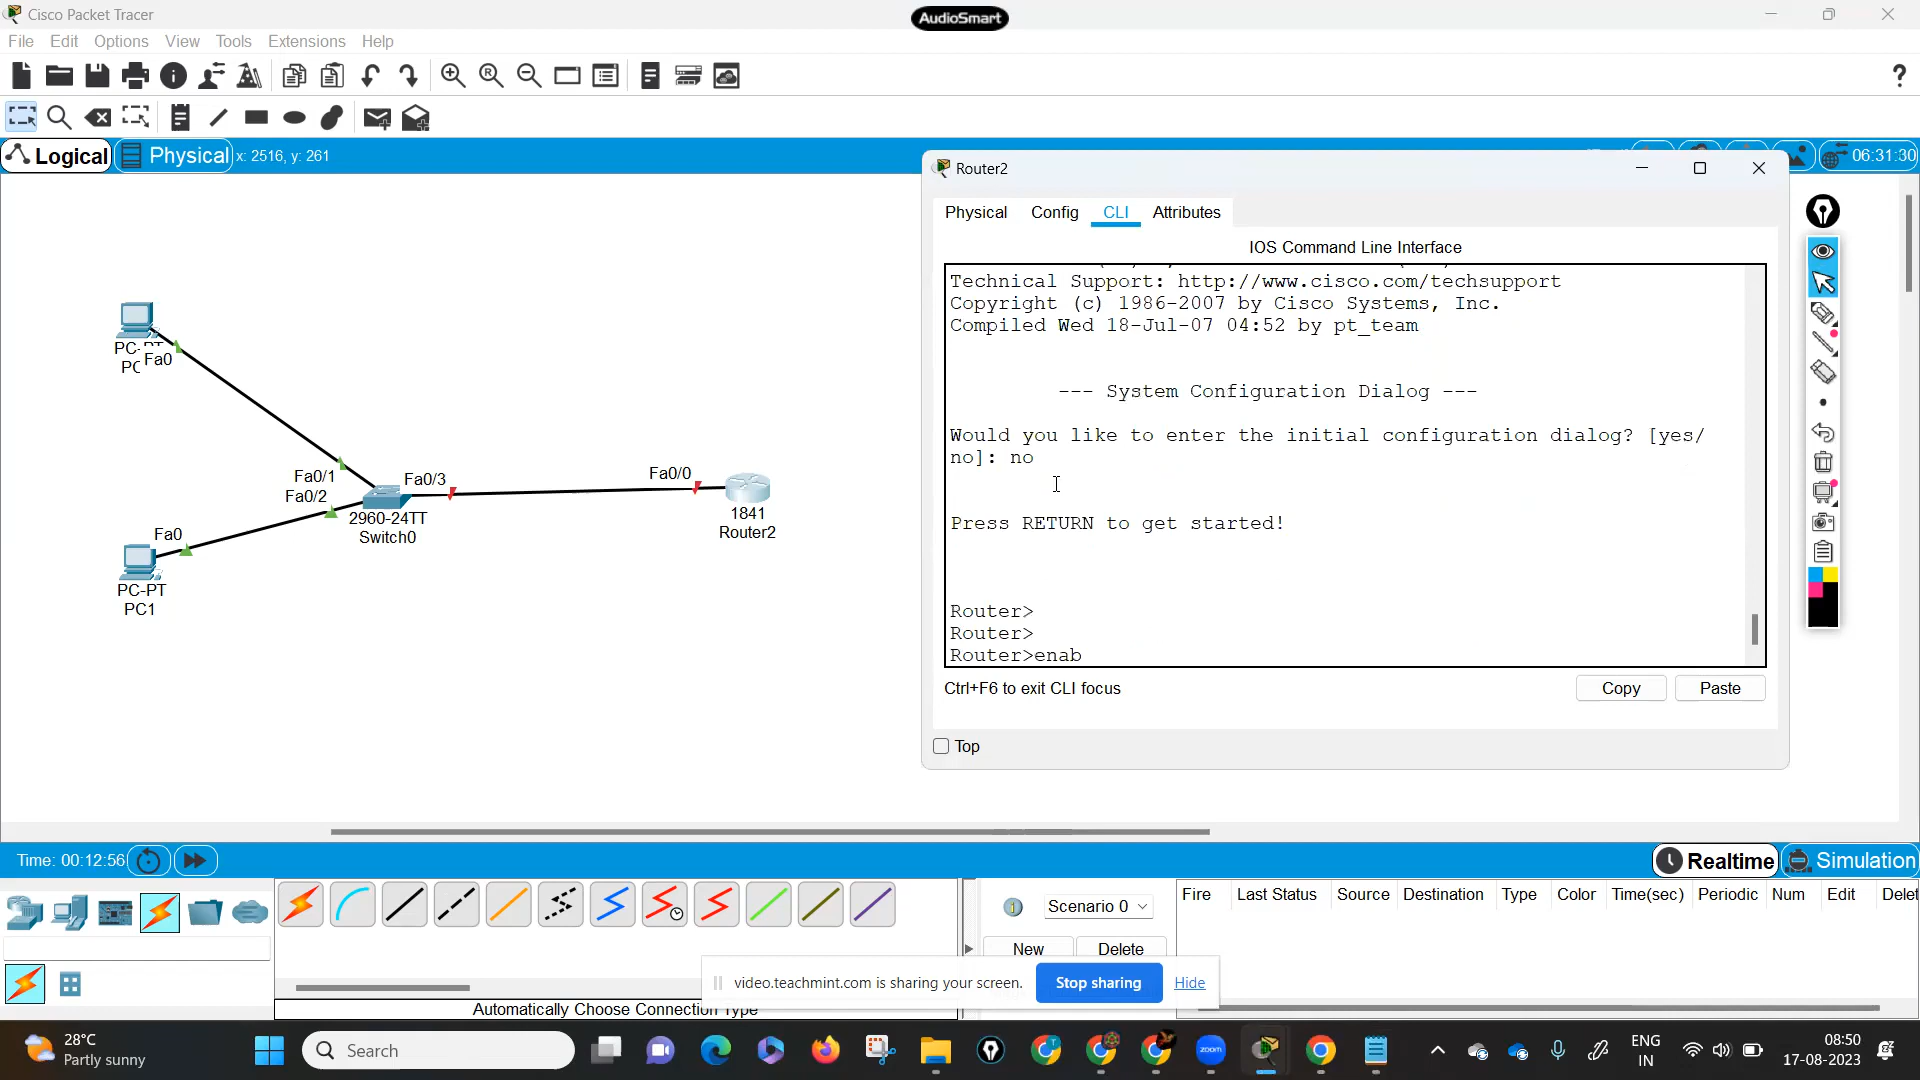 Cisco Packet Tracer
AudioSmart
File Edit Options View Tools Extensions Help
Logical Physical x: 2516, y: 261
06:31:30
Router2
Physical Config CLI Attributes
IOS Command Line Interface
Technical Support: http://www.cisco.com/techsupport
Copyright (c) 1986-2007 by Cisco Systems, Inc.
Compiled Wed 18-Jul-07 04:52 by pt_team
--- System Configuration Dialog ---
Would you like to enter the initial configuration dialog? [yes/
no]: no
Press RETURN to get started!
Router>
Router>
Router>enab
Ctrl+F6 to exit CLI focus
Copy Paste
Top
Fa0
Fa0/1
Fa0/2
Fa0/3
Fa0/0
2960-24TT
Switch0
1841
Router2
Fa0
PC-PT
PC1
Time: 00:12:56
Realtime Simulation
Scenario 0
New Delete
Fire Last Status Source Destination Type Color Time(sec) Periodic Num Edit Delet
video.teachmint.com is sharing your screen. Stop sharing Hide
28°C
Partly sunny
Search
zoom
ENG
IN
08:50
17-08-2023